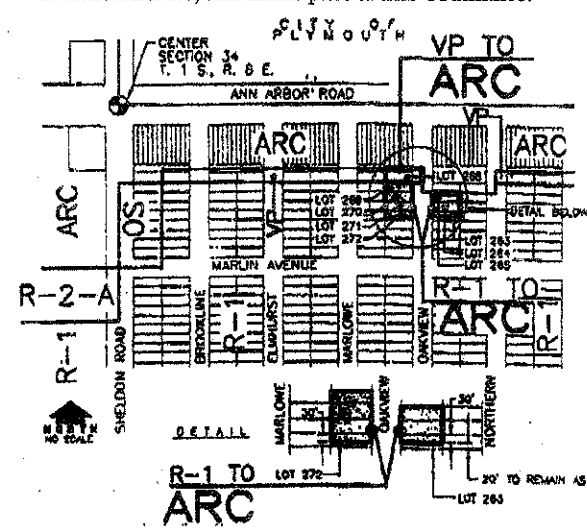 CITY OF
PLYMOUTH
CENTER
SECTION 34
T. 1 S., R. 8 E.
VP TO
ARC
ANN ARBOR ROAD
VP
ARC
ARC
ARC
OS
VP
LOT 269
LOT 270
LOT 271
LOT 272
LOT 268
DETAIL BELOW
LOT 263
LOT 264
LOT 265
MARLIN AVENUE
R-2-A
R-1 TO
ARC
R-1
R-1
R-1
SHELDON ROAD
BROOKLINE
ELMHURST
MARLOWE
OAKVIEW
NORTH
NO SCALE
DETAIL
MARLOWE
OAKVIEW
NORTHERN
30'
30'
R-1 TO
ARC
LOT 272
20' TO REMAIN AS
LOT 263